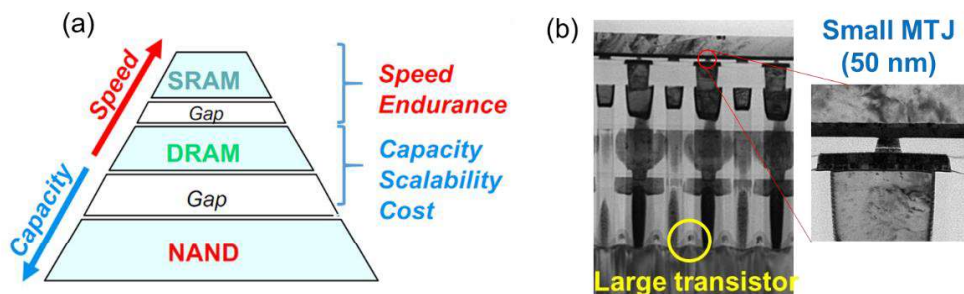 (a)
Speed
Capacity
SRAM
Gap
DRAM
Gap
NAND
Speed
Endurance
Capacity
Scalability
Cost
(b)
Small MTJ
(50 nm)
Large transistor